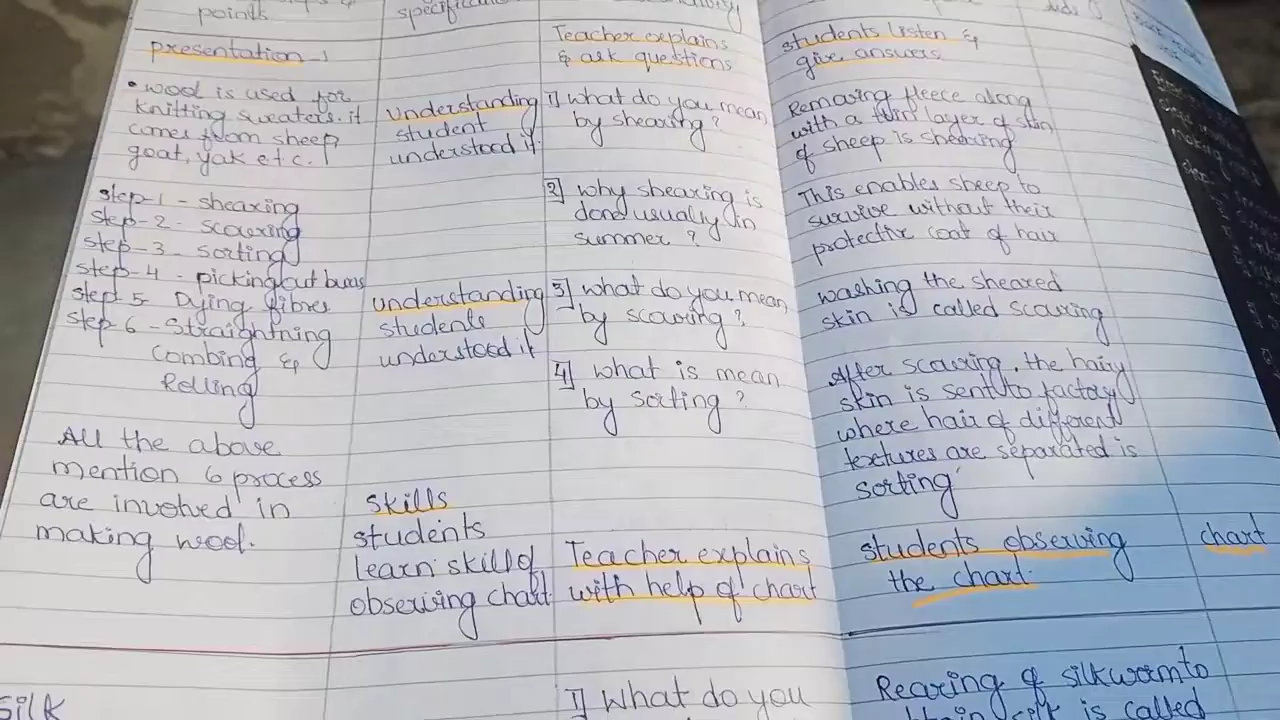 points
presentation -1
• wool is used for
knitting sweaters. it
comes from sheep
goat, yak etc.
step-1 - shearing
step-2 - scouring
step-3 - sorting
step-4 - picking out burrs
step-5 Dying fibres
step-6 - Straightning
combing &
Rolling
All the above
mention 6 process
are involved in
making wool.
Silk
understanding
student
understood it
understanding
students
understood it
skills
students
learn skill of
observing chart
Teacher explains
& ask questions
1] what do you mean
by shearing?
2] why shearing is
done usually in
summer?
3] what do you mean
by scouring?
4] what is mean
by sorting?
Teacher explains
with help of chart
1] What do you
students listen &
give answers
Removing fleece along
with a thin layer of skin
of sheep is shearing
This enables sheep to
survive without their
protective coat of hair
washing the sheared
skin is called scouring
After scouring, the hairy
skin is sent to factory
where hair of different
textures are separated is
sorting
students observing
the chart.
Rearing of silkworm to
silk is called
chart